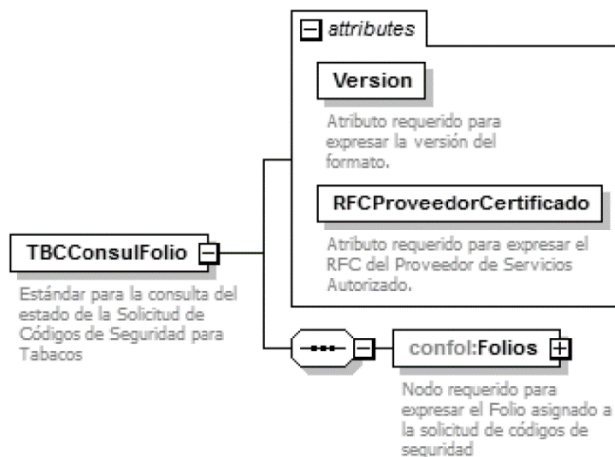 attributes
Version
Atributo requerido para
expresar la versión del
formato.
RFCProveedorCertificado
Atributo requerido para expresar el
RFC del Proveedor de Servicios
Autorizado.
TBCConsulFolio
Estándar para la consulta del
estado de la Solicitud de
Códigos de Seguridad para
Tabacos
confol:Folios
Nodo requerido para
expresar el Folio asignado a
la solicitud de códigos de
seguridad